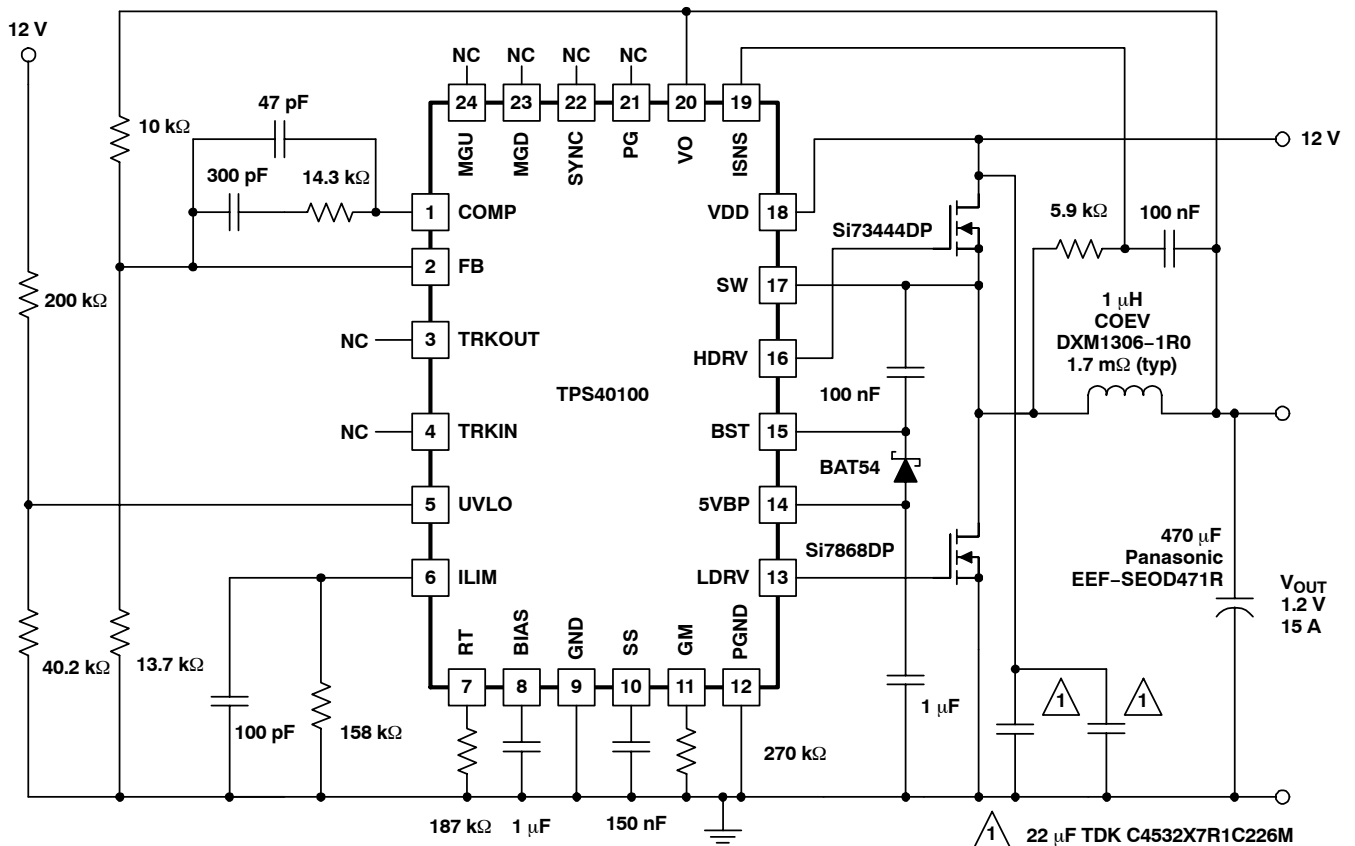 12 V
NC
NC
NC
NC
24
23
22
21
20
19
MGU
MGD
SYNC
PG
VO
ISNS
47 pF
10 kΩ
300 pF
14.3 kΩ
1
COMP
VDD
18
12 V
Si73444DP
5.9 kΩ
100 nF
2
FB
SW
17
200 kΩ
1 μH
COEV
DXM1306−1R0
1.7 mΩ (typ)
NC
3
TRKOUT
HDRV
16
TPS40100
100 nF
NC
4
TRKIN
BST
15
BAT54
5
UVLO
5VBP
14
Si7868DP
470 μF
Panasonic
EEF−SEOD471R
6
ILIM
LDRV
13
VOUT
1.2 V
15 A
40.2 kΩ
13.7 kΩ
100 pF
158 kΩ
RT
BIAS
GND
SS
GM
PGND
7
8
9
10
11
12
1 μF
1
1
270 kΩ
187 kΩ
1 μF
150 nF
1
22 μF TDK C4532X7R1C226M